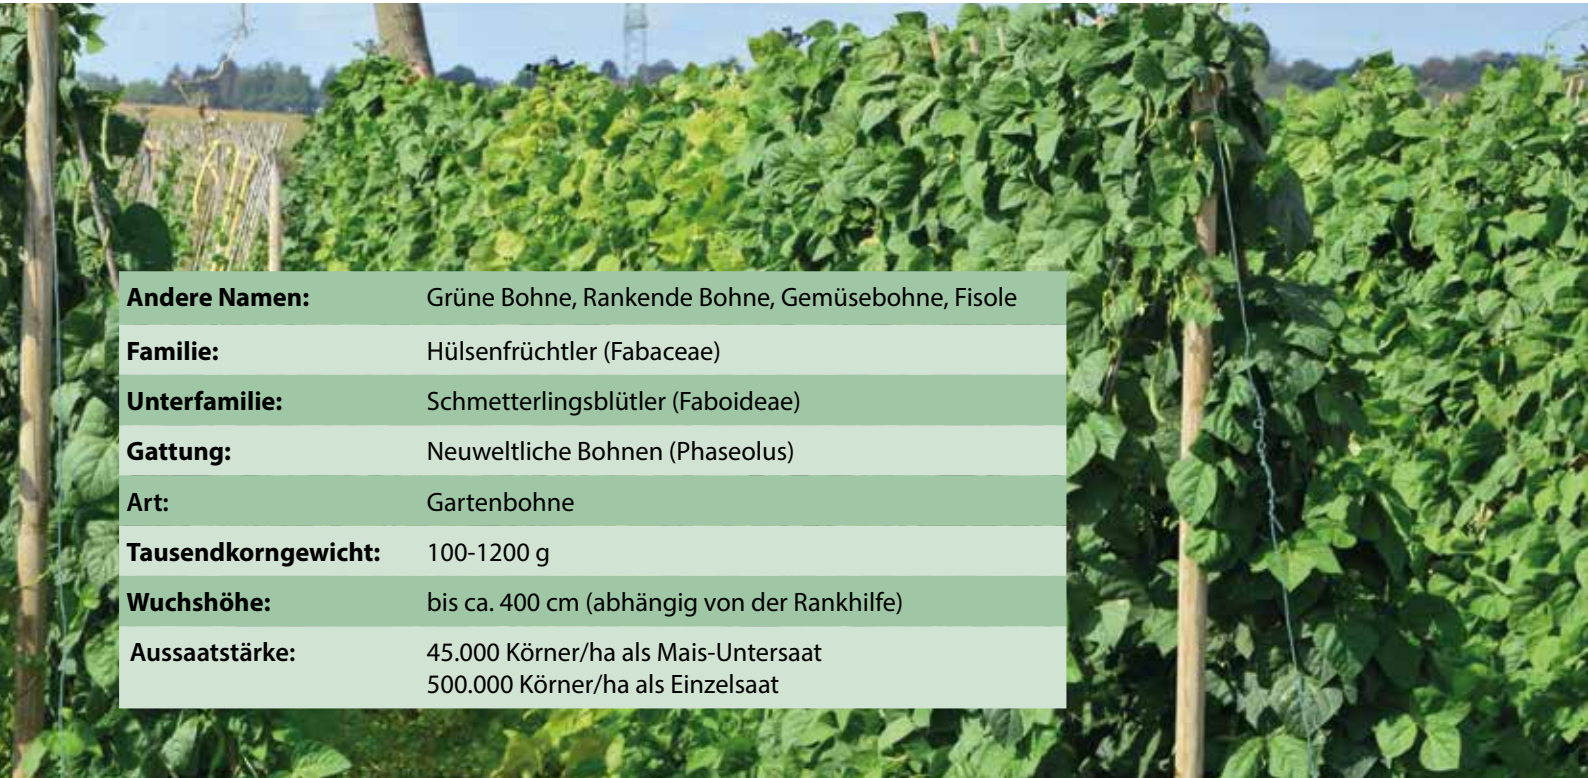 Andere Namen: Grüne Bohne, Rankende Bohne, Gemüsebohne, Fisole
Familie: Hülsenfrüchtler (Fabaceae)
Unterfamilie: Schmetterlingsblütler (Faboideae)
Gattung: Neuweltliche Bohnen (Phaseolus)
Art: Gartenbohne
Tausendkorngewicht: 100-1200 g
Wuchshöhe: bis ca. 400 cm (abhängig von der Rankhilfe)
Aussaatstärke: 45.000 Körner/ha als Mais-Untersaat
500.000 Körner/ha als Einzelsaat